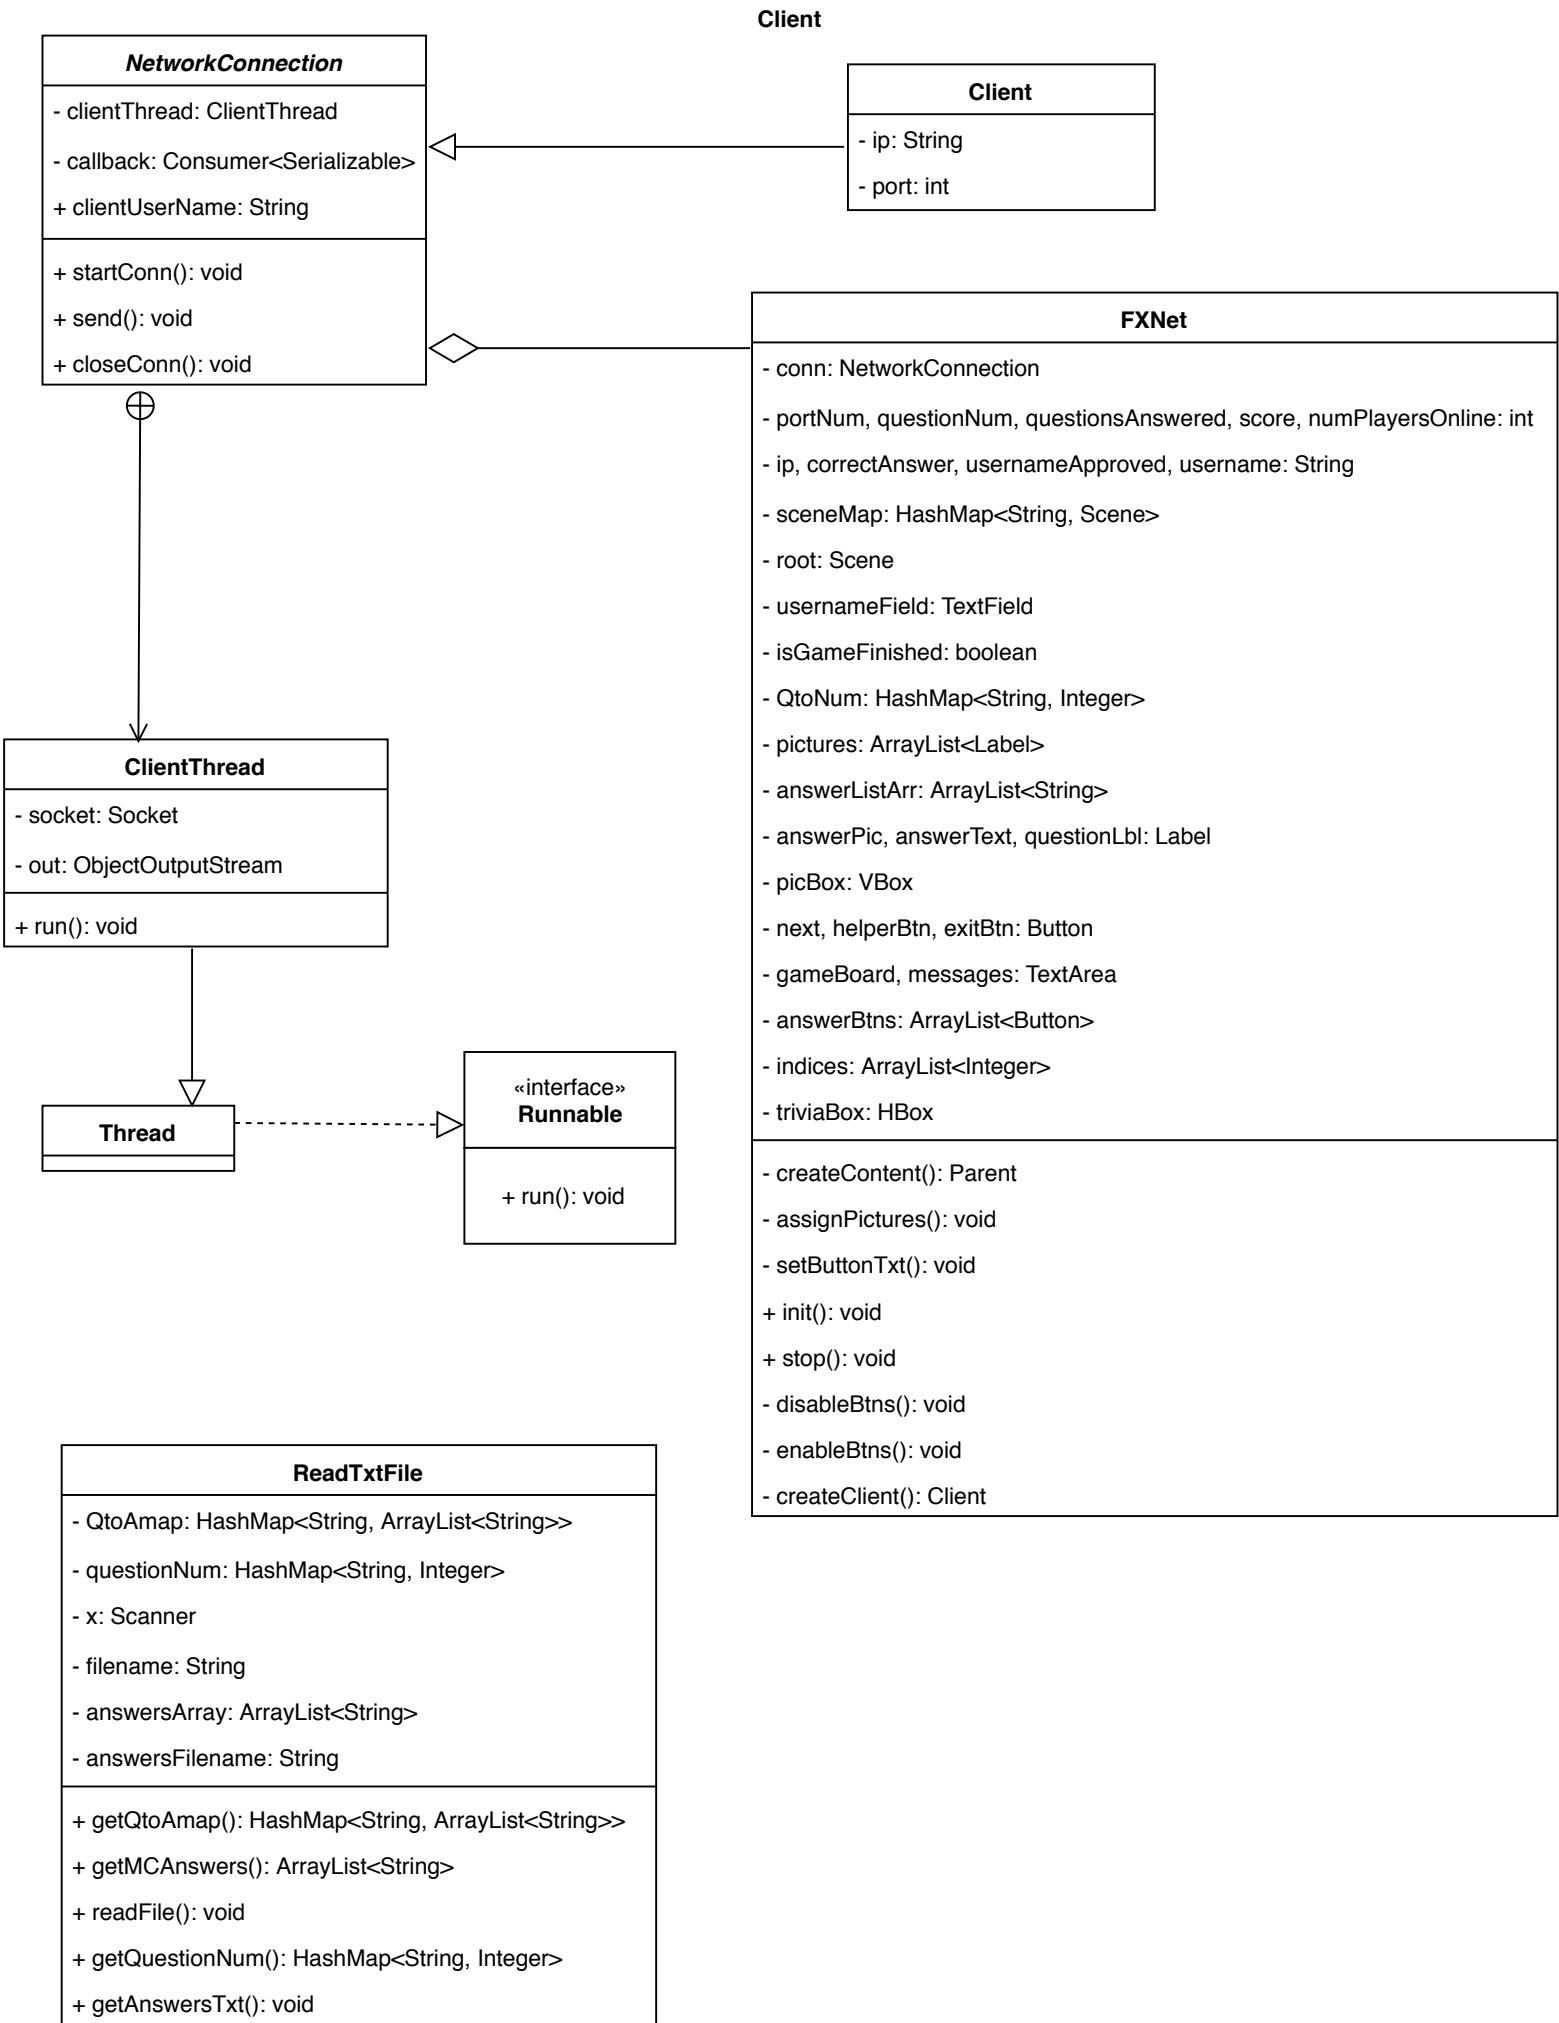 Client
NetworkConnection
- clientThread: ClientThread
- callback: Consumer<Serializable>
+ clientUserName: String
+ startConn(): void
+ send(): void
+ closeConn(): void
Client
- ip: String
- port: int
FXNet
- conn: NetworkConnection
- portNum, questionNum, questionsAnswered, score, numPlayersOnline: int
- ip, correctAnswer, usernameApproved, username: String
- sceneMap: HashMap<String, Scene>
- root: Scene
- usernameField: TextField
- isGameFinished: boolean
- QtoNum: HashMap<String, Integer>
- pictures: ArrayList<Label>
- answerListArr: ArrayList<String>
- answerPic, answerText, questionLbl: Label
- picBox: VBox
- next, helperBtn, exitBtn: Button
- gameBoard, messages: TextArea
- answerBtns: ArrayList<Button>
- indices: ArrayList<Integer>
- triviaBox: HBox
- createContent(): Parent
- assignPictures(): void
- setButtonTxt(): void
+ init(): void
+ stop(): void
- disableBtns(): void
- enableBtns(): void
- createClient(): Client
ClientThread
- socket: Socket
- out: ObjectOutputStream
+ run(): void
Thread
«interface»
Runnable
+ run(): void
ReadTxtFile
- QtoAmap: HashMap<String, ArrayList<String>>
- questionNum: HashMap<String, Integer>
- x: Scanner
- filename: String
- answersArray: ArrayList<String>
- answersFilename: String
+ getQtoAmap(): HashMap<String, ArrayList<String>>
+ getMCAnswers(): ArrayList<String>
+ readFile(): void
+ getQuestionNum(): HashMap<String, Integer>
+ getAnswersTxt(): void